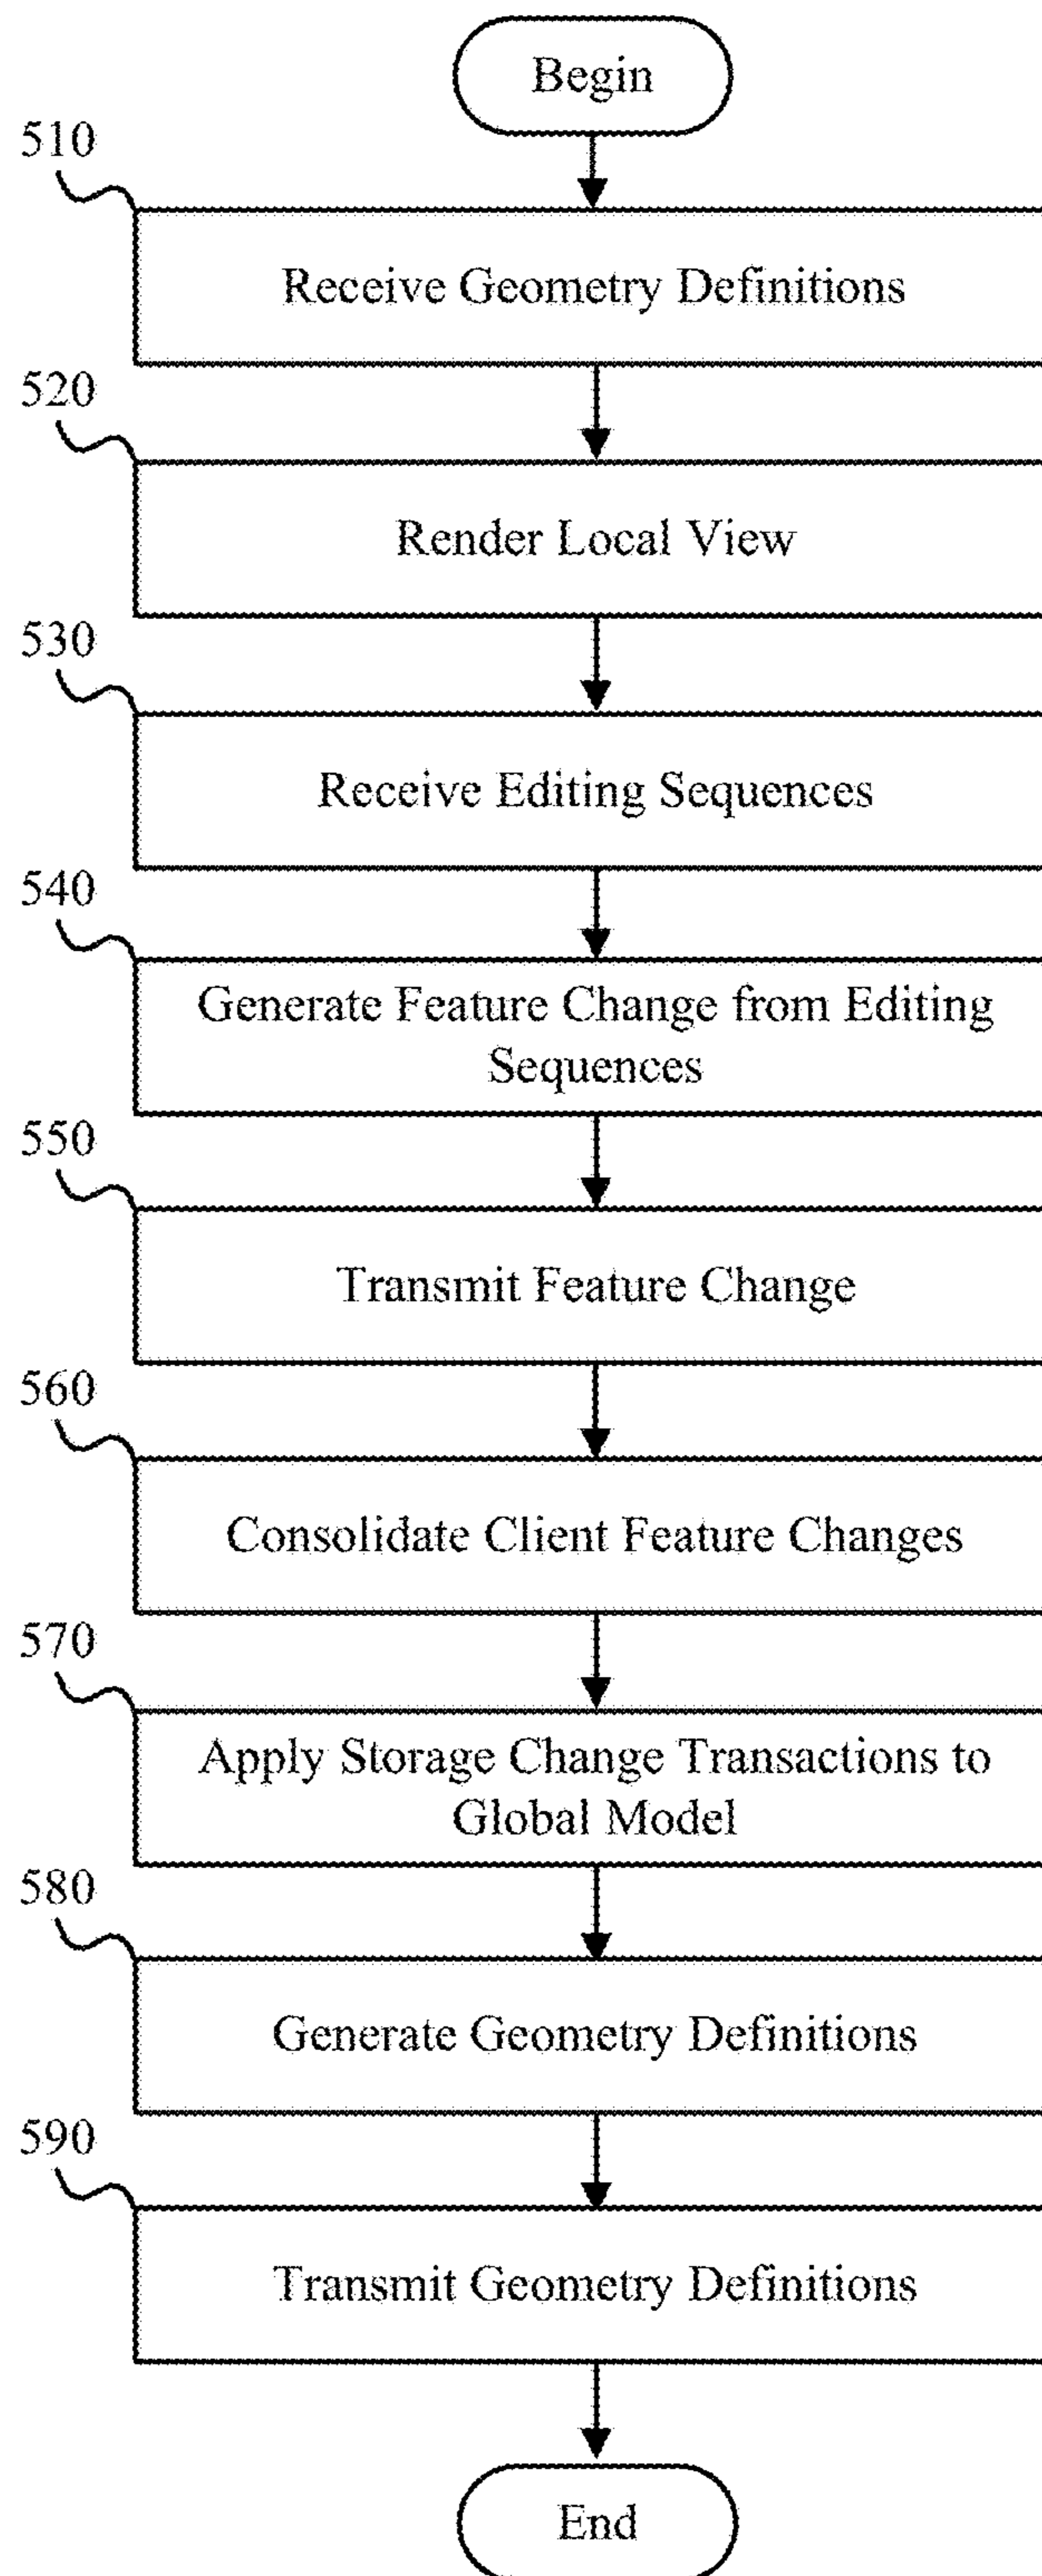 Begin
510
Receive Geometry Definitions
520
Render Local View
530
Receive Editing Sequences
540
Generate Feature Change from Editing
Sequences
550
Transmit Feature Change
560
Consolidate Client Feature Changes
570
Apply Storage Change Transactions to
Global Model
580
Generate Geometry Definitions
590
Transmit Geometry Definitions
End